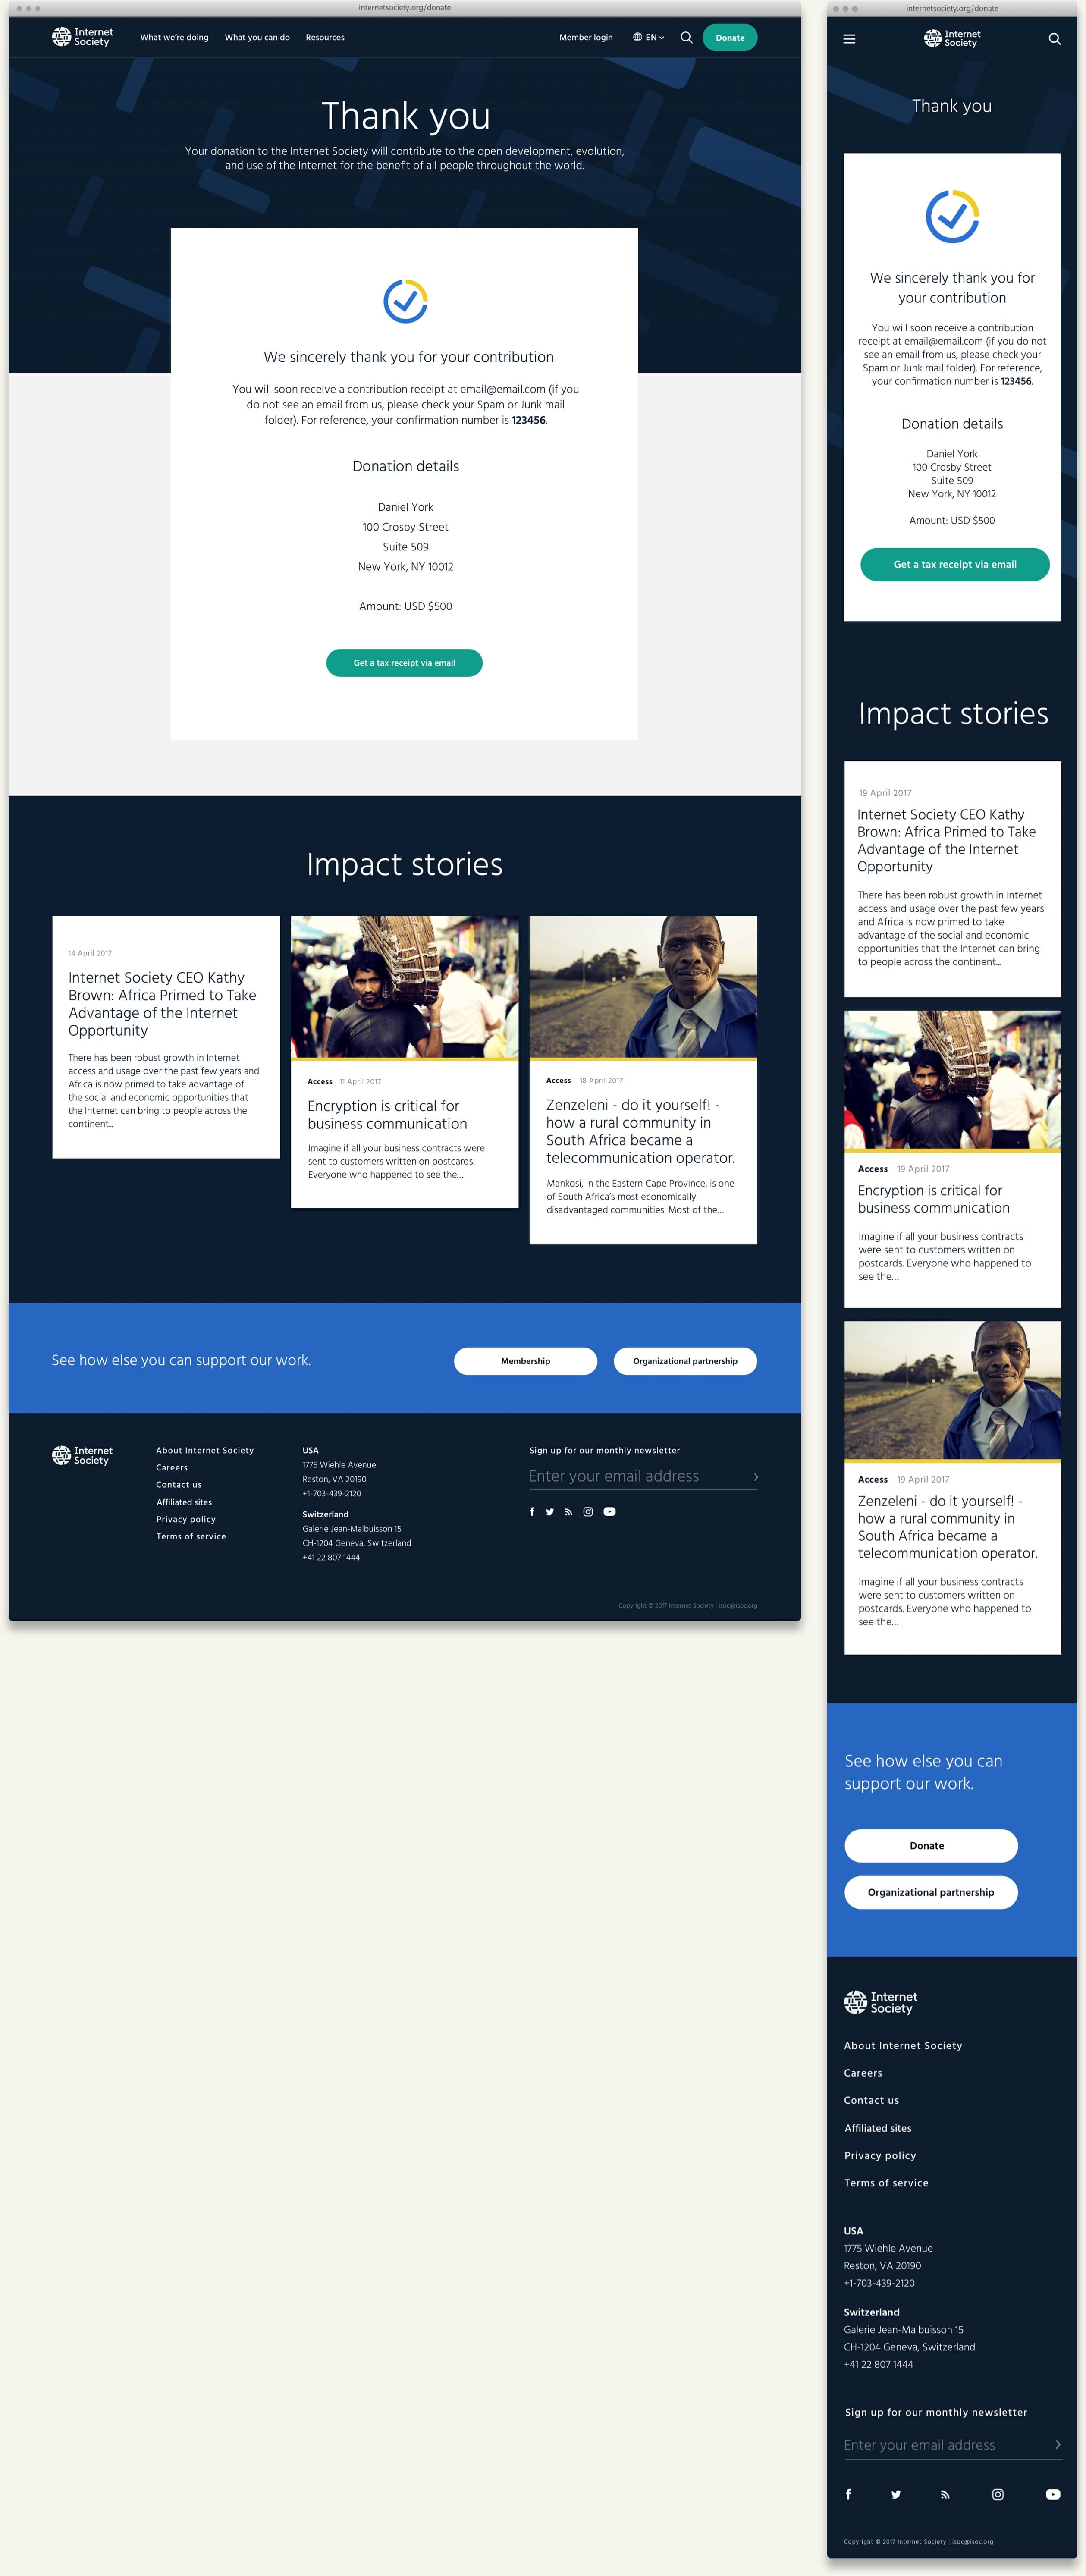 internetsociety.org/donate
Internet
Society
What we're doing
What you can do
Resources
Member login
EN
Donate
Thank you
Your donation to the Internet Society will contribute to the open development, evolution,
and use of the Internet for the benefit of all people throughout the world.
We sincerely thank you for your contribution
You will soon receive a contribution receipt at email@email.com (if you
do not see an email from us, please check your Spam or Junk mail
folder). For reference, your confirmation number is 123456.
Donation details
Daniel York
100 Crosby Street
Suite 509
New York, NY 10012
Amount: USD $500
Get a tax receipt via email
Impact stories
14 April 2017
Internet Society CEO Kathy
Brown: Africa Primed to Take
Advantage of the Internet
Opportunity
There has been robust growth in Internet
access and usage over the past few years and
Africa is now primed to take advantage of
the social and economic opportunities that
the Internet can bring to people across the
continent...
Access 11 April 2017
Encryption is critical for
business communication
Imagine if all your business contracts were
sent to customers written on postcards.
Everyone who happened to see the...
Access 18 April 2017
Zenzeleni - do it yourself! -
how a rural community in
South Africa became a
telecommunication operator.
Mankosi, in the Eastern Cape Province, is one
of South Africa's most economically
disadvantaged communities. Most of the...
See how else you can support our work.
Membership
Organizational partnership
Internet
Society
About Internet Society
Careers
Contact us
Affiliated sites
Privacy policy
Terms of service
USA
1775 Wiehle Avenue
Reston, VA 20190
+1-703-439-2120
Switzerland
Galerie Jean-Malbuisson 15
CH-1204 Geneva, Switzerland
+41 22 807 1444
Sign up for our monthly newsletter
Enter your email address
Copyright © 2017 Internet Society | isoc@isoc.org
internetsociety.org/donate
Internet
Society
Thank you
We sincerely thank you for
your contribution
You will soon receive a contribution
receipt at email@email.com (if you do not
see an email from us, please check your
Spam or Junk mail folder). For reference,
your confirmation number is 123456.
Donation details
Daniel York
100 Crosby Street
Suite 509
New York, NY 10012
Amount: USD $500
Get a tax receipt via email
Impact stories
19 April 2017
Internet Society CEO Kathy
Brown: Africa Primed to Take
Advantage of the Internet
Opportunity
There has been robust growth in Internet
access and usage over the past few years
and Africa is now primed to take
advantage of the social and economic
opportunities that the Internet can bring
to people across the continent...
Access 19 April 2017
Encryption is critical for
business communication
Imagine if all your business contracts
were sent to customers written on
postcards. Everyone who happened to
see the...
Access 19 April 2017
Zenzeleni - do it yourself! -
how a rural community in
South Africa became a
telecommunication operator.
Imagine if all your business contracts
were sent to customers written on
postcards. Everyone who happened to
see the...
See how else you can
support our work.
Donate
Organizational partnership
Internet
Society
About Internet Society
Careers
Contact us
Affiliated sites
Privacy policy
Terms of service
USA
1775 Wiehle Avenue
Reston, VA 20190
+1-703-439-2120
Switzerland
Galerie Jean-Malbuisson 15
CH-1204 Geneva, Switzerland
+41 22 807 1444
Sign up for our monthly newsletter
Enter your email address
Copyright © 2017 Internet Society | isoc@isoc.org